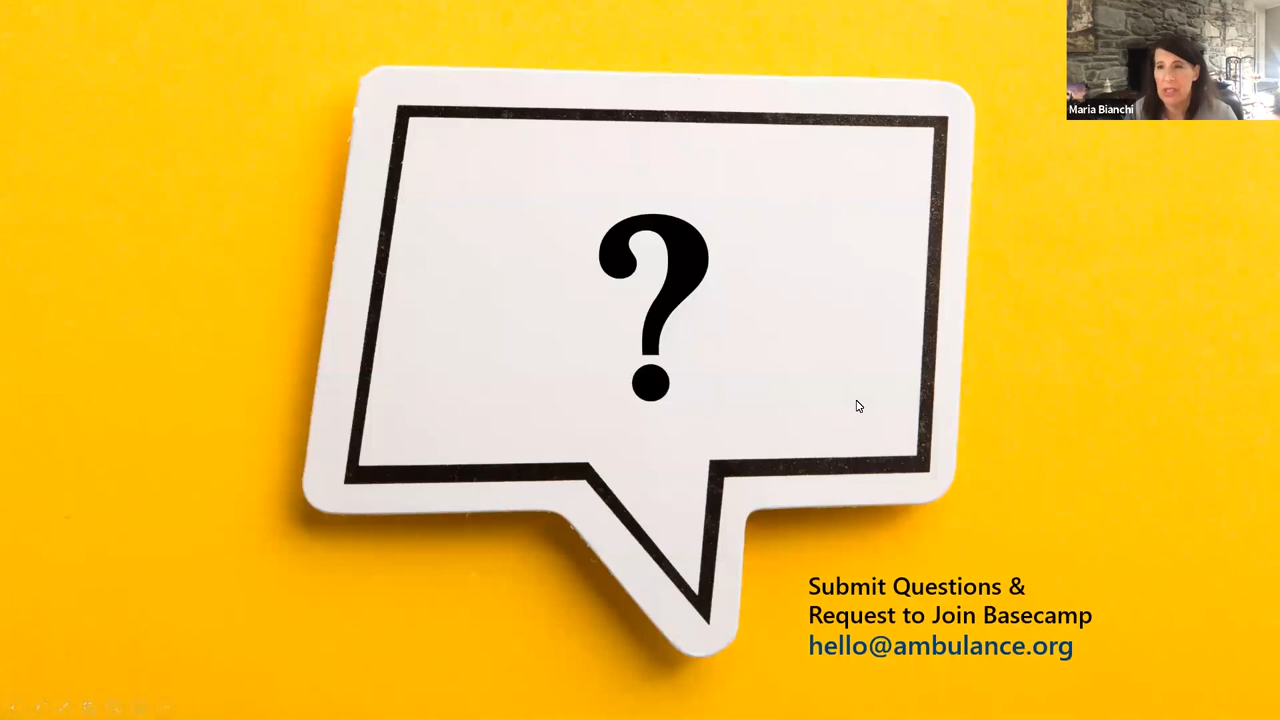 Maria Bianchi
?
Submit Questions &
Request to Join Basecamp
hello@ambulance.org